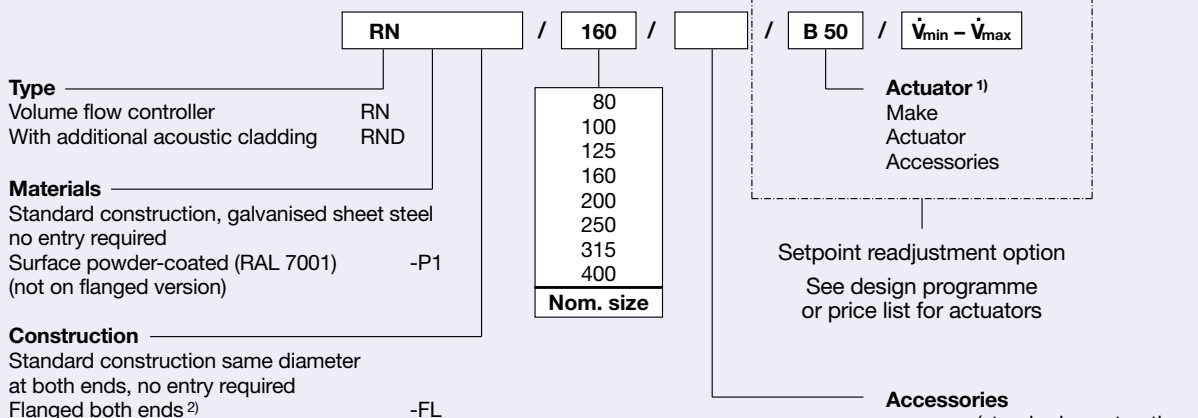 RN / 160 / / B 50 / V̇min – V̇max
Type
Volume flow controller RN
With additional acoustic cladding RND
Materials
Standard construction, galvanised sheet steel
no entry required
Surface powder-coated (RAL 7001) -P1
(not on flanged version)
Construction
Standard construction same diameter
at both ends, no entry required
Flanged both ends 2) -FL
80
100
125
160
200
250
315
400
Nom. size
Actuator 1)
Make
Actuator
Accessories
Setpoint readjustment option
See design programme
or price list for actuators
Accessories